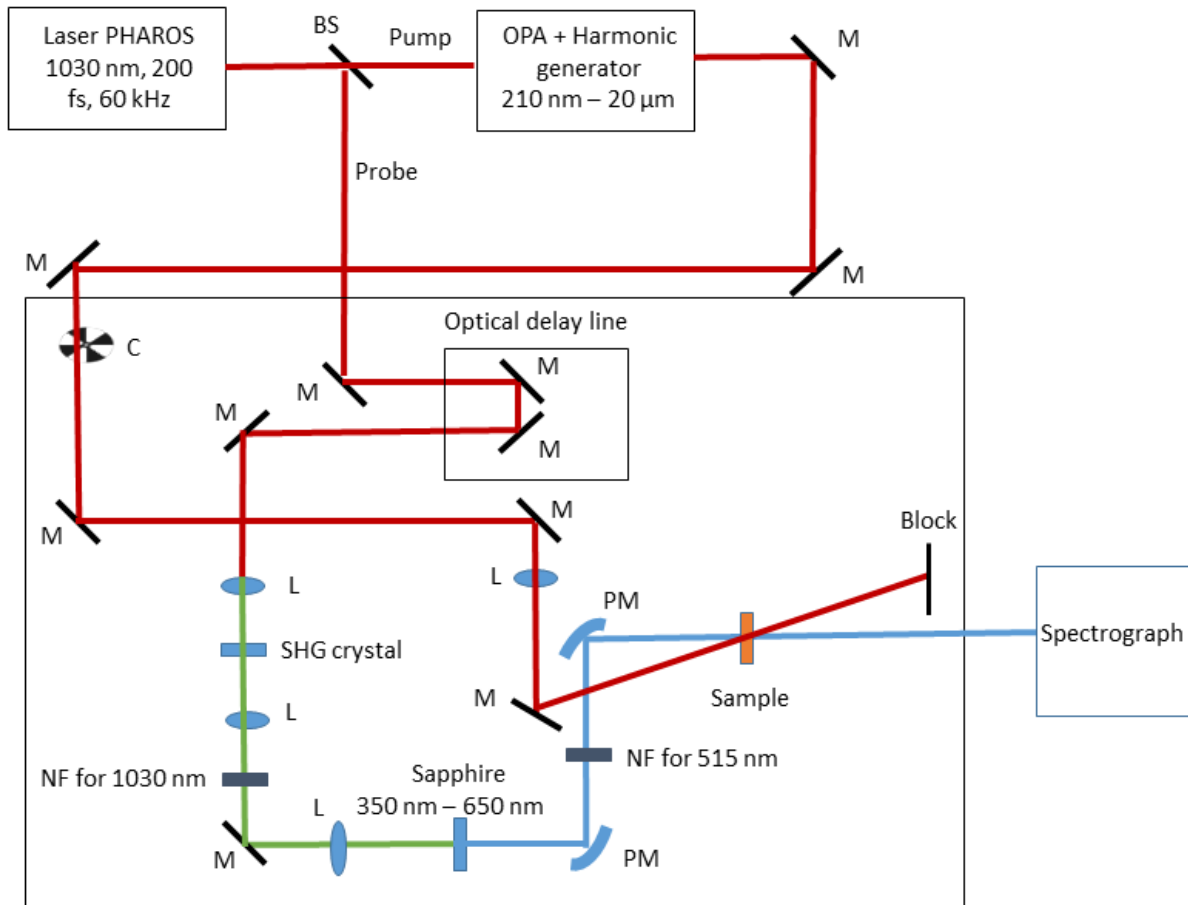 Laser PHAROS
1030 nm, 200
fs, 60 kHz
BS
Pump
OPA + Harmonic
generator
210 nm – 20 µm
M
Probe
M
M
C
Optical delay line
M
M
M
M
M
M
Block
L
L
PM
SHG crystal
Spectrograph
L
M
Sample
NF for 1030 nm
Sapphire
350 nm – 650 nm
NF for 515 nm
L
M
PM